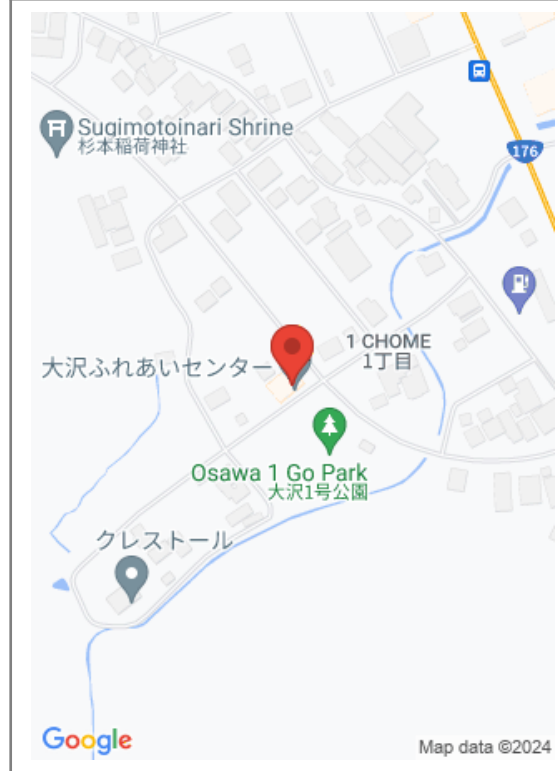 Sugimotoinari Shrine
杉本稲荷神社
176
1 CHOME
1丁目
大沢ふれあいセンター
Osawa 1 Go Park
大沢1号公園
クレストール
Google
Map data ©2024